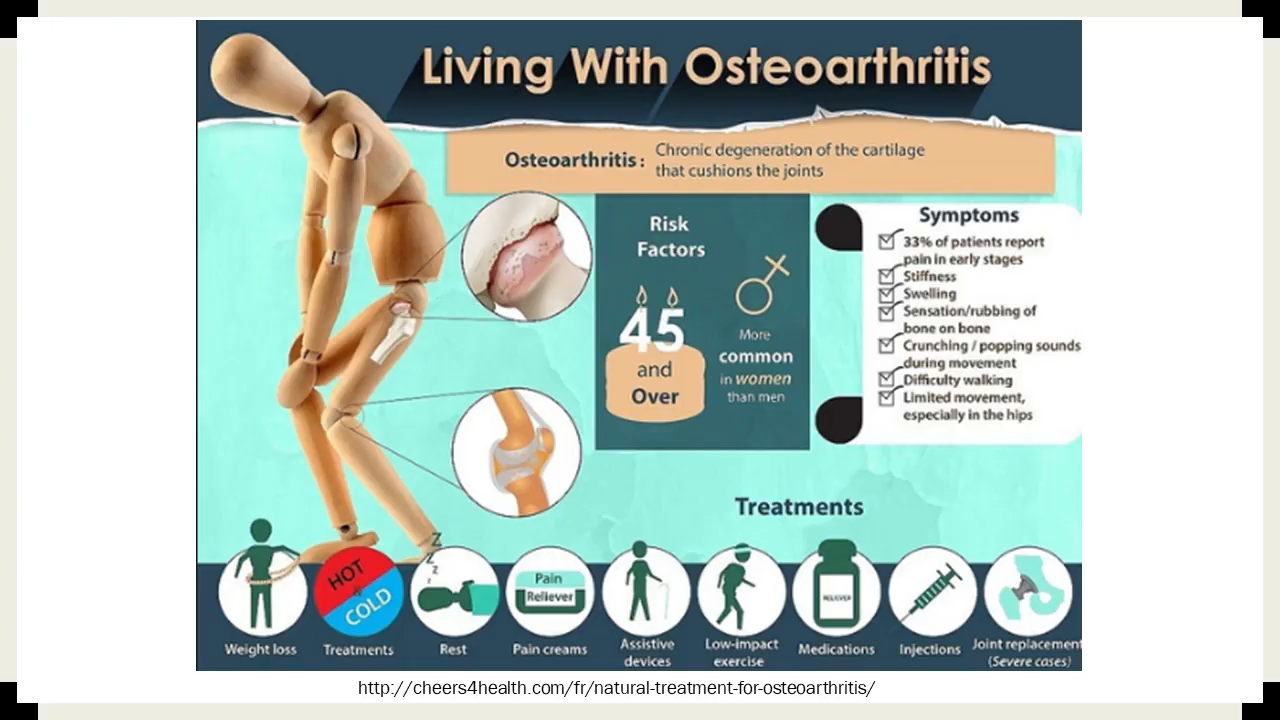 Living With Osteoarthritis
Osteoarthritis: Chronic degeneration of the cartilage
that cushions the joints
Risk
Factors
45
and
Over
More
common
in women
than men
Symptoms
33% of patients report
pain in early stages
Stiffness
Swelling
Sensation/rubbing of
bone on bone
Crunching / popping sounds
during movement
Difficulty walking
Limited movement,
especially in the hips
Treatments
Weight loss
HOT
&
COLD
Treatments
Z
Z
z
Rest
Pain
Reliever
Pain creams
Assistive
devices
Low-impact
exercise
RELIEVER
Medications
Injections
Joint replacement
(Severe cases)
http://cheers4health.com/fr/natural-treatment-for-osteoarthritis/